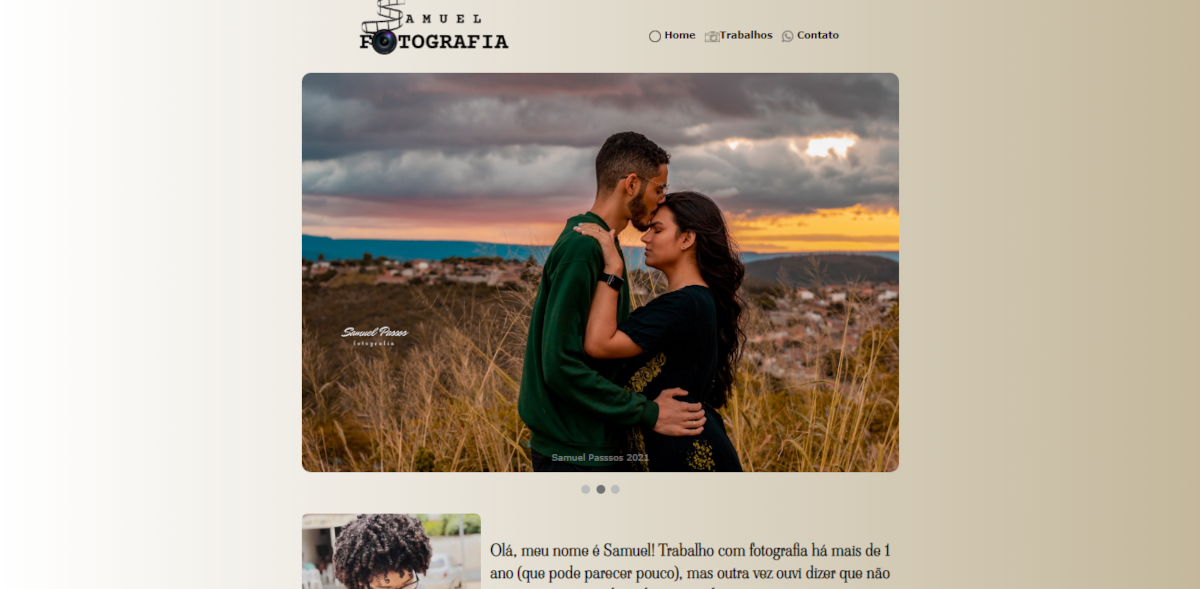 SAMUEL
FOTOGRAFIA
Home Trabalhos Contato
Samuel Passos
fotografia
Samuel Passsos 2021
Olá, meu nome é Samuel! Trabalho com fotografia há mais de 1
ano (que pode parecer pouco), mas outra vez ouvi dizer que não